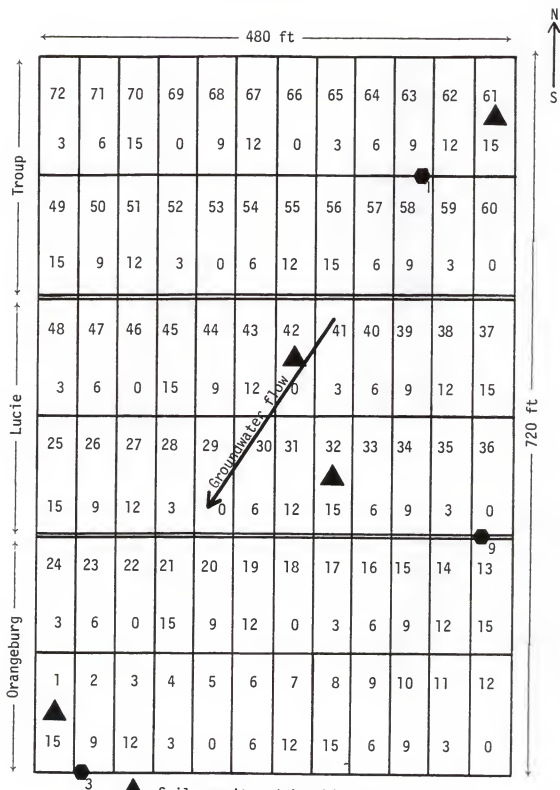 N
480 ft
S
72 71 70 69 68 67 66 65 64 63 62 61
3 6 15 0 9 12 0 3 6 9 12 15
Troup
1
49 50 51 52 53 54 55 56 57 58 59 60
15 9 12 3 0 6 12 15 6 9 3 0
48 47 46 45 44 43 42 41 40 39 38 37
3 6 0 15 9 12 0 3 6 9 12 15
Lucie
Groundwater flow
720 ft
25 26 27 28 29 30 31 32 33 34 35 36
15 9 12 3 0 6 12 15 6 9 3 0
9
24 23 22 21 20 19 18 17 16 15 14 13
3 6 0 15 9 12 0 3 6 9 12 15
Orangeburg
1 2 3 4 5 6 7 8 9 10 11 12
15 9 12 3 0 6 12 15 6 9 3 0
3